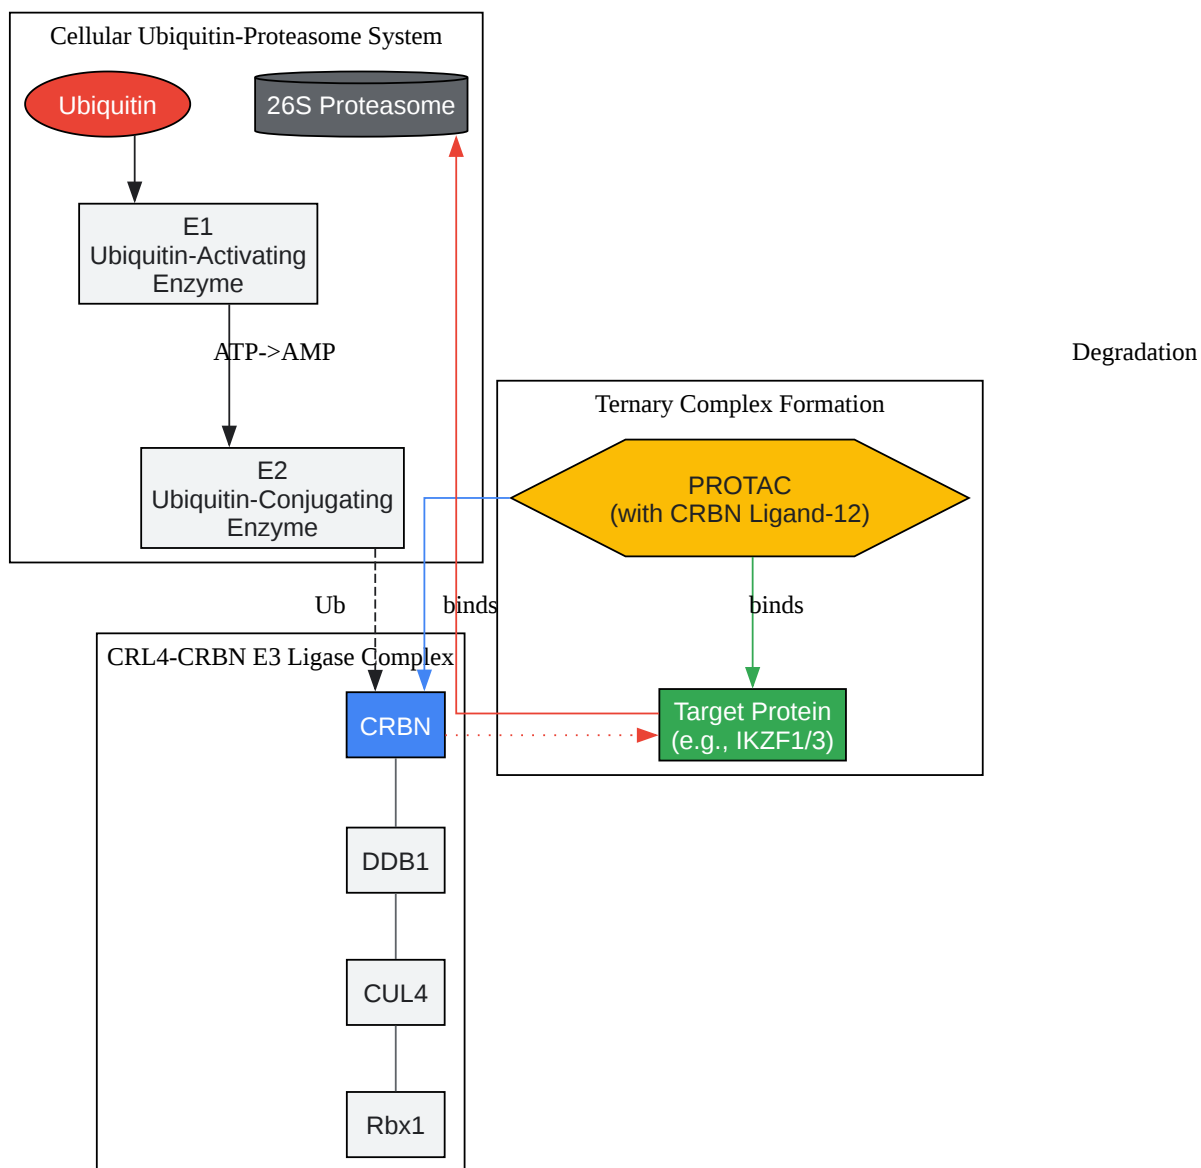 Cellular Ubiquitin-Proteasome System
Ubiquitin
26S Proteasome
E1
Ubiquitin-Activating
Enzyme
ATP->AMP
Degradation
Ternary Complex Formation
E2
Ubiquitin-Conjugating
Enzyme
PROTAC
(with CRBN Ligand-12)
Ub
binds
binds
CRL4-CRBN E3 Ligase Complex
CRBN
Target Protein
(e.g., IKZF1/3)
DDB1
CUL4
Rbx1